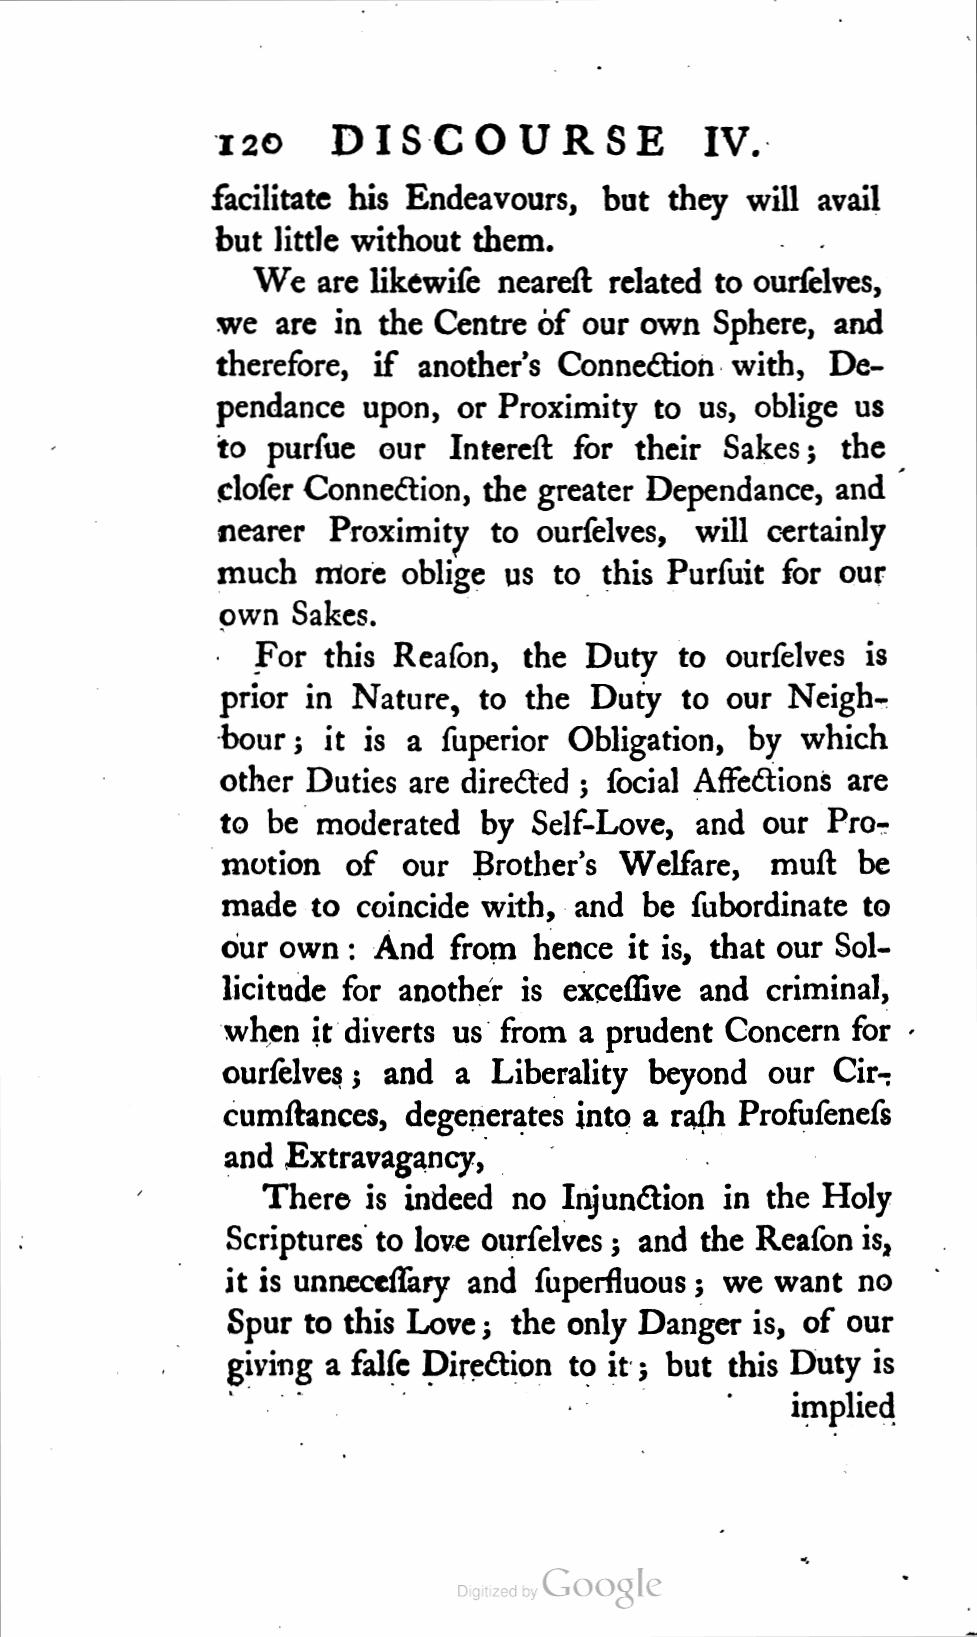 120 DISCOURSE IV.
facilitate his Endeavours, but they will avail
but little without them.
We are likewiſe neareſt related to ourſelves,
we are in the Centre of our own Sphere, and
therefore, if another's Connection with, De-
pendance upon, or Proximity to us, oblige us
to purſue our Intereſt for their Sakes; the
cloſer Connection, the greater Dependance, and
nearer Proximity to ourſelves, will certainly
much more oblige us to this Purſuit for our
own Sakes.
For this Reaſon, the Duty to ourſelves is
prior in Nature, to the Duty to our Neigh-
bour; it is a ſuperior Obligation, by which
other Duties are directed; ſocial Affections are
to be moderated by Self-Love, and our Pro-
motion of our Brother's Welfare, muſt be
made to coincide with, and be ſubordinate to
our own: And from hence it is, that our Sol-
licitude for another is exceſſive and criminal,
when it diverts us from a prudent Concern for
ourſelves; and a Liberality beyond our Cir-
cumſtances, degenerates into a raſh Profuſeneſs
and Extravagancy,
There is indeed no Injunction in the Holy
Scriptures to love ourſelves; and the Reaſon is,
it is unneceſſary and ſuperfluous; we want no
Spur to this Love; the only Danger is, of our
giving a falſe Direction to it; but this Duty is
implied
Digitized by Google